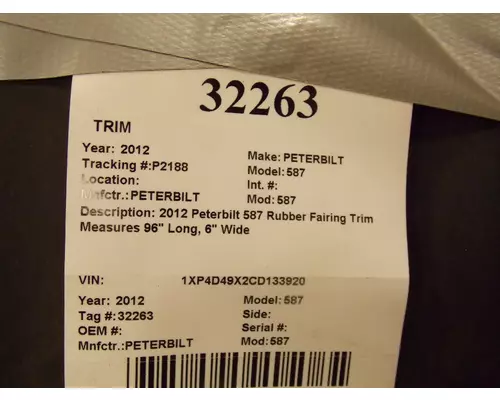 32263
TRIM
Year: 2012 Make: PETERBILT
Tracking #:P2188 Model: 587
Location: Int. #:
Mnfctr.:PETERBILT Mod: 587
Description: 2012 Peterbilt 587 Rubber Fairing Trim
Measures 96" Long, 6" Wide
VIN: 1XP4D49X2CD133920
Year: 2012 Model: 587
Tag #:32263 Side:
OEM #: Serial #:
Mnfctr.:PETERBILT Mod:587